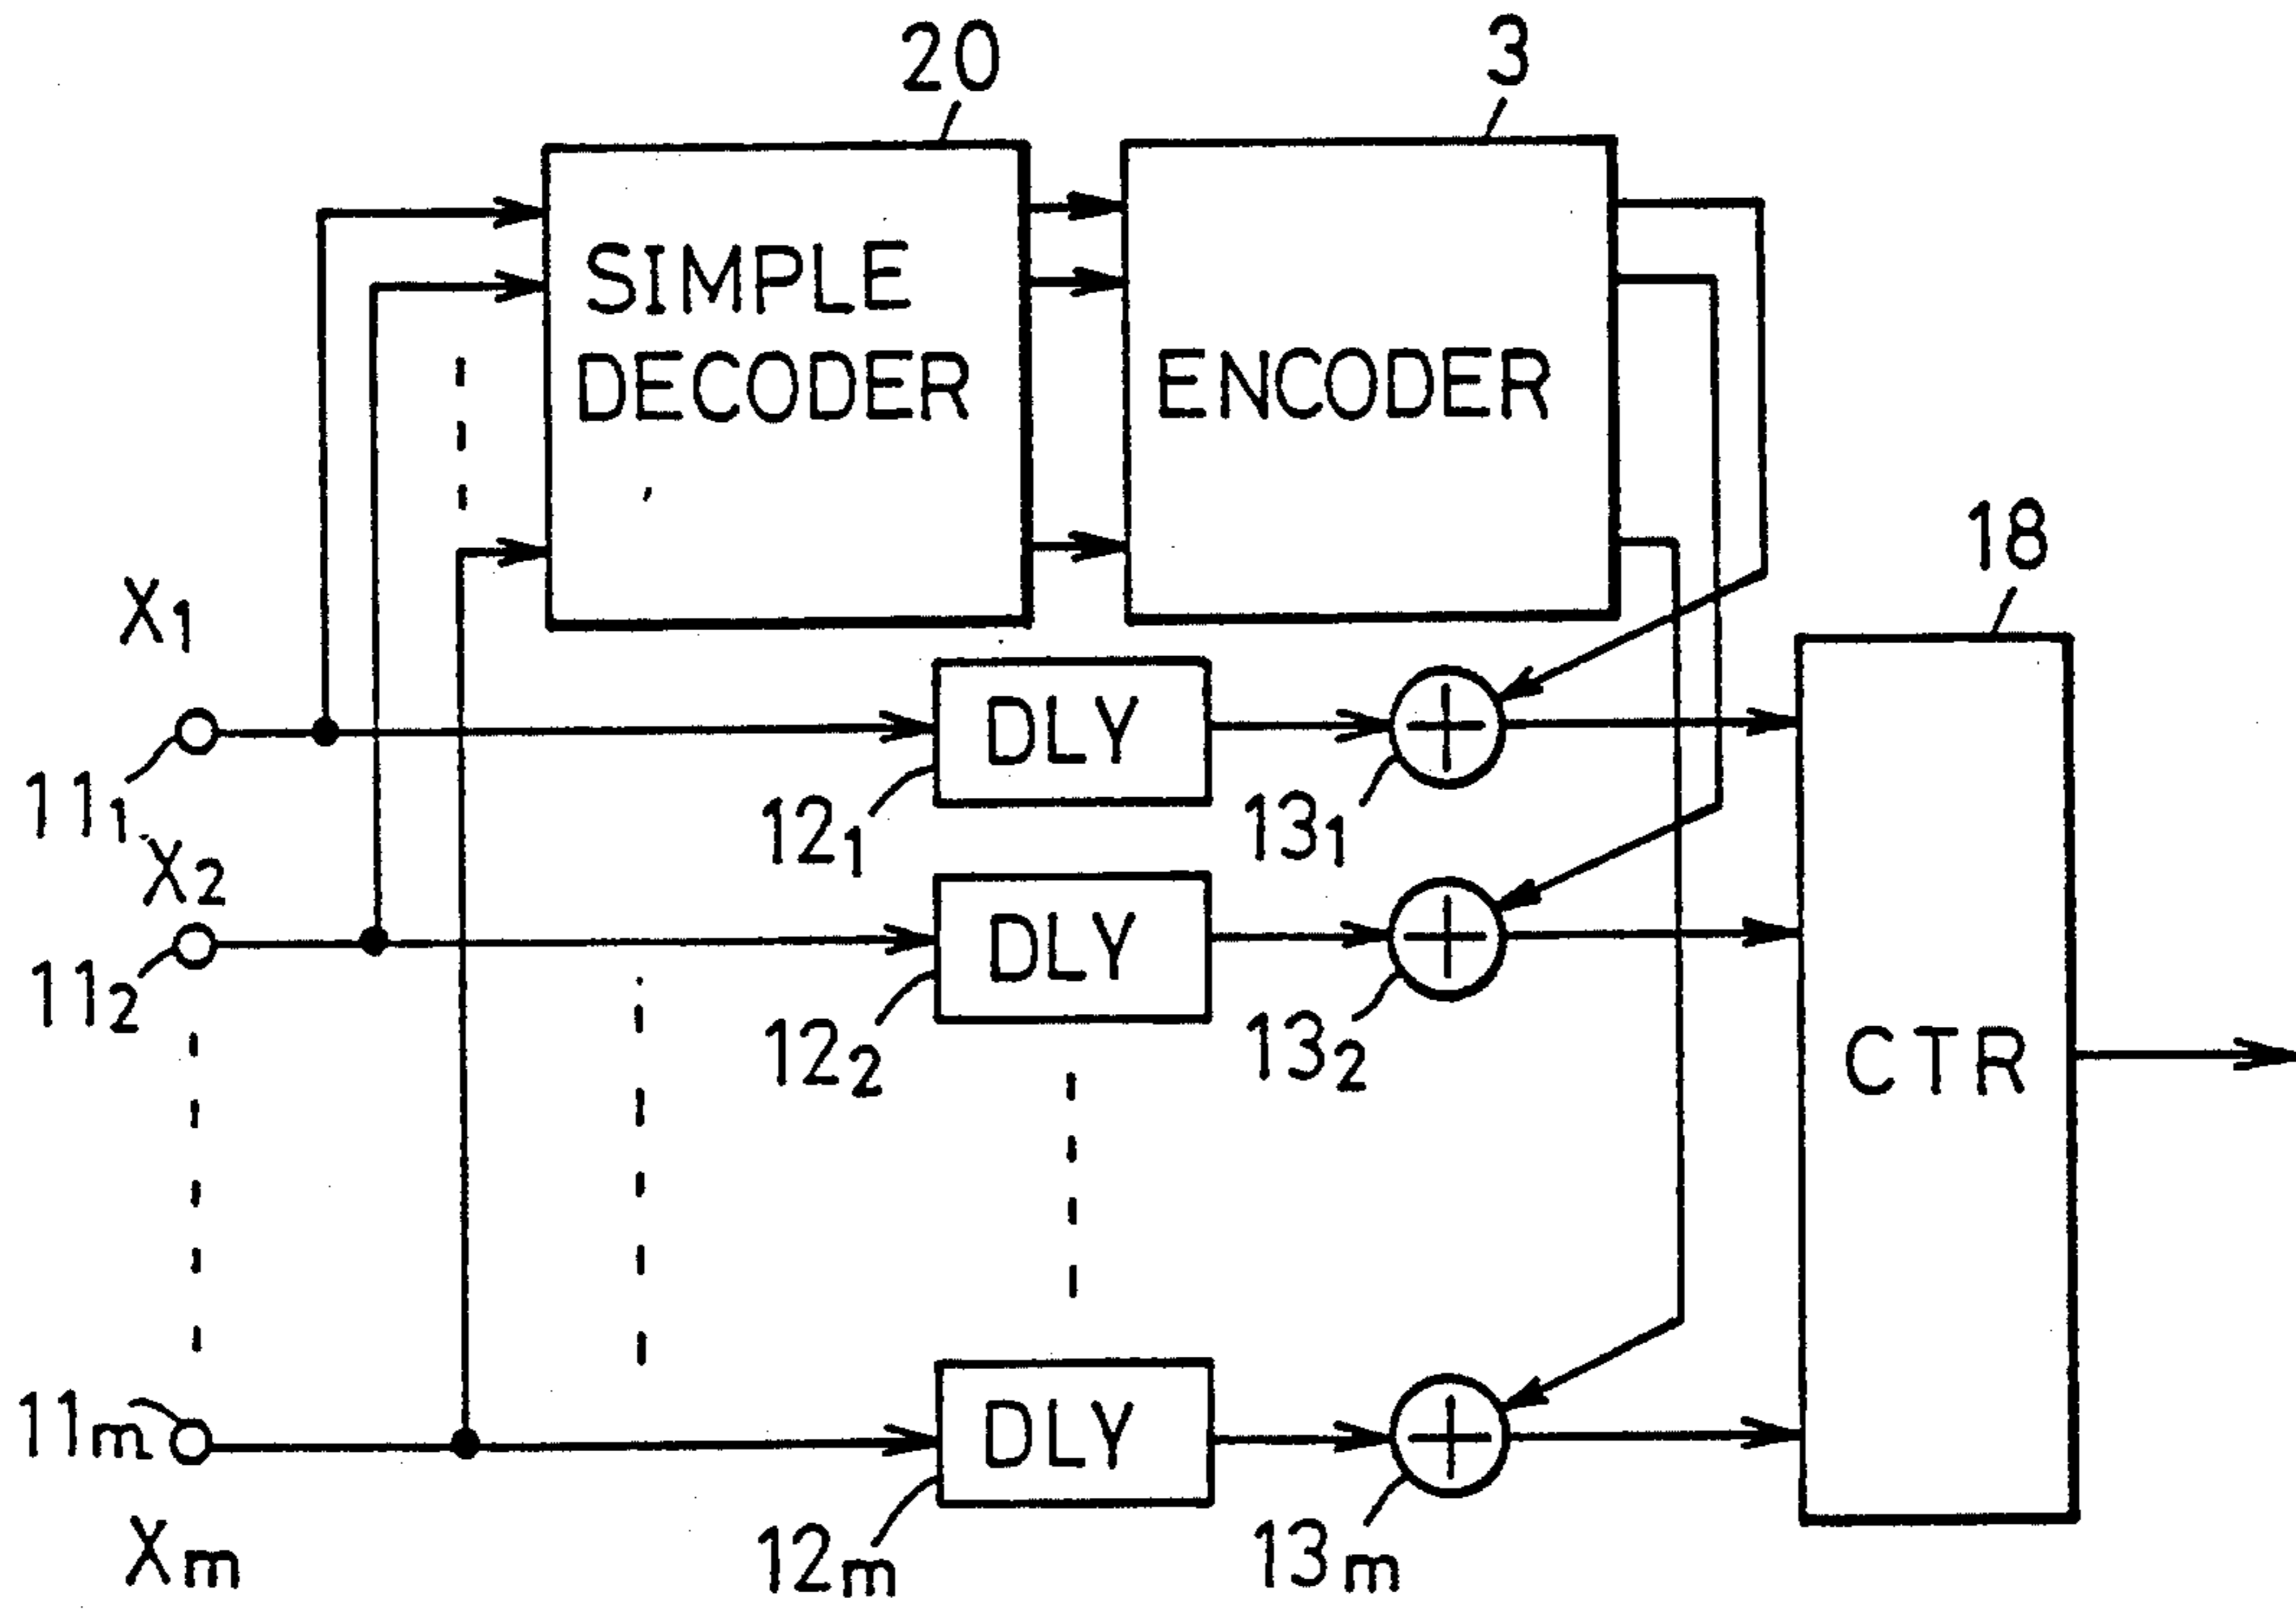 20
3
SIMPLE
DECODER
ENCODER
18
X1
DLY
111
121
131
X2
DLY
112
122
132
CTR
11m
DLY
Xm
12m
13m